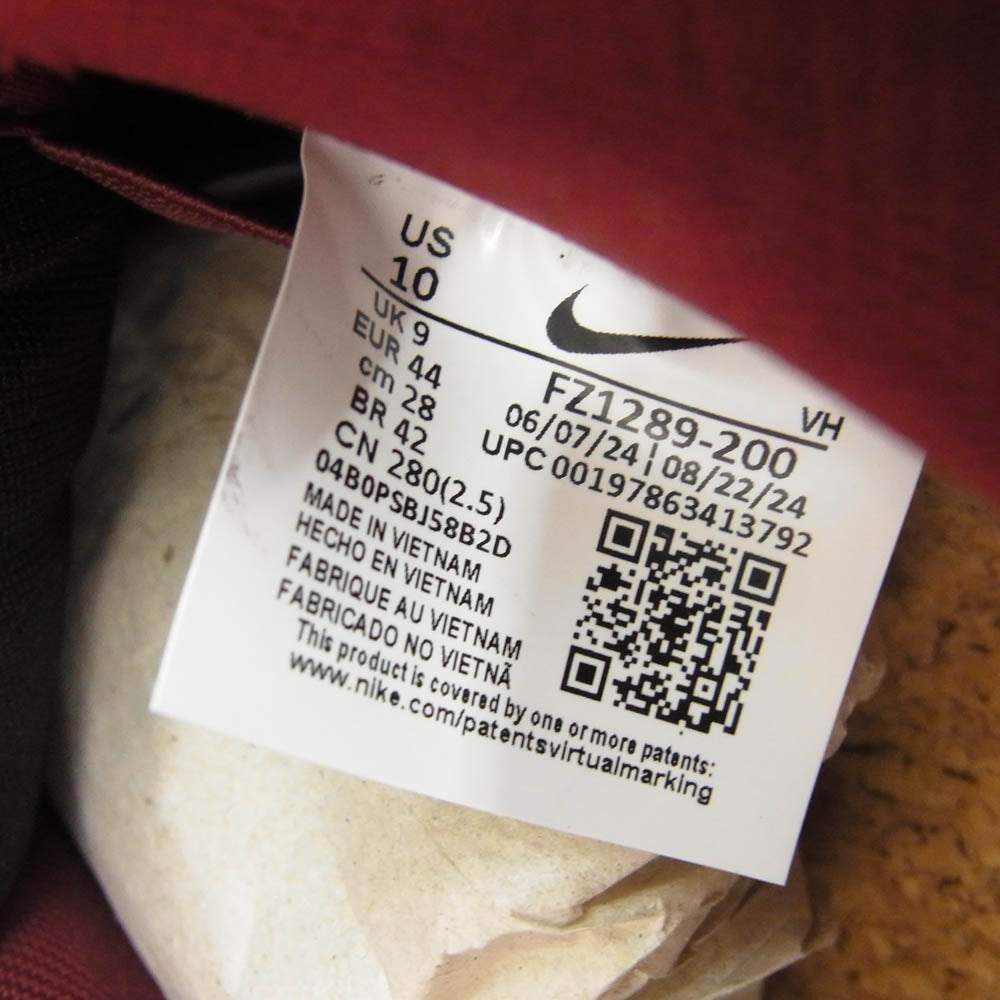 US
10
UK 9
EUR 44
cm 28
BR 42
CN 280(2.5)
04B0PSBJ58B2D
MADE IN VIETNAM
HECHO EN VIETNAM
FABRIQUE AU VIETNAM
FABRICADO NO VIETNÃ
VH
FZ1289-200
06/07/24¦08/22/24
UPC 00197863413792
This product is covered by one or more patents:
www.nike.com/patentsvirtualmarking